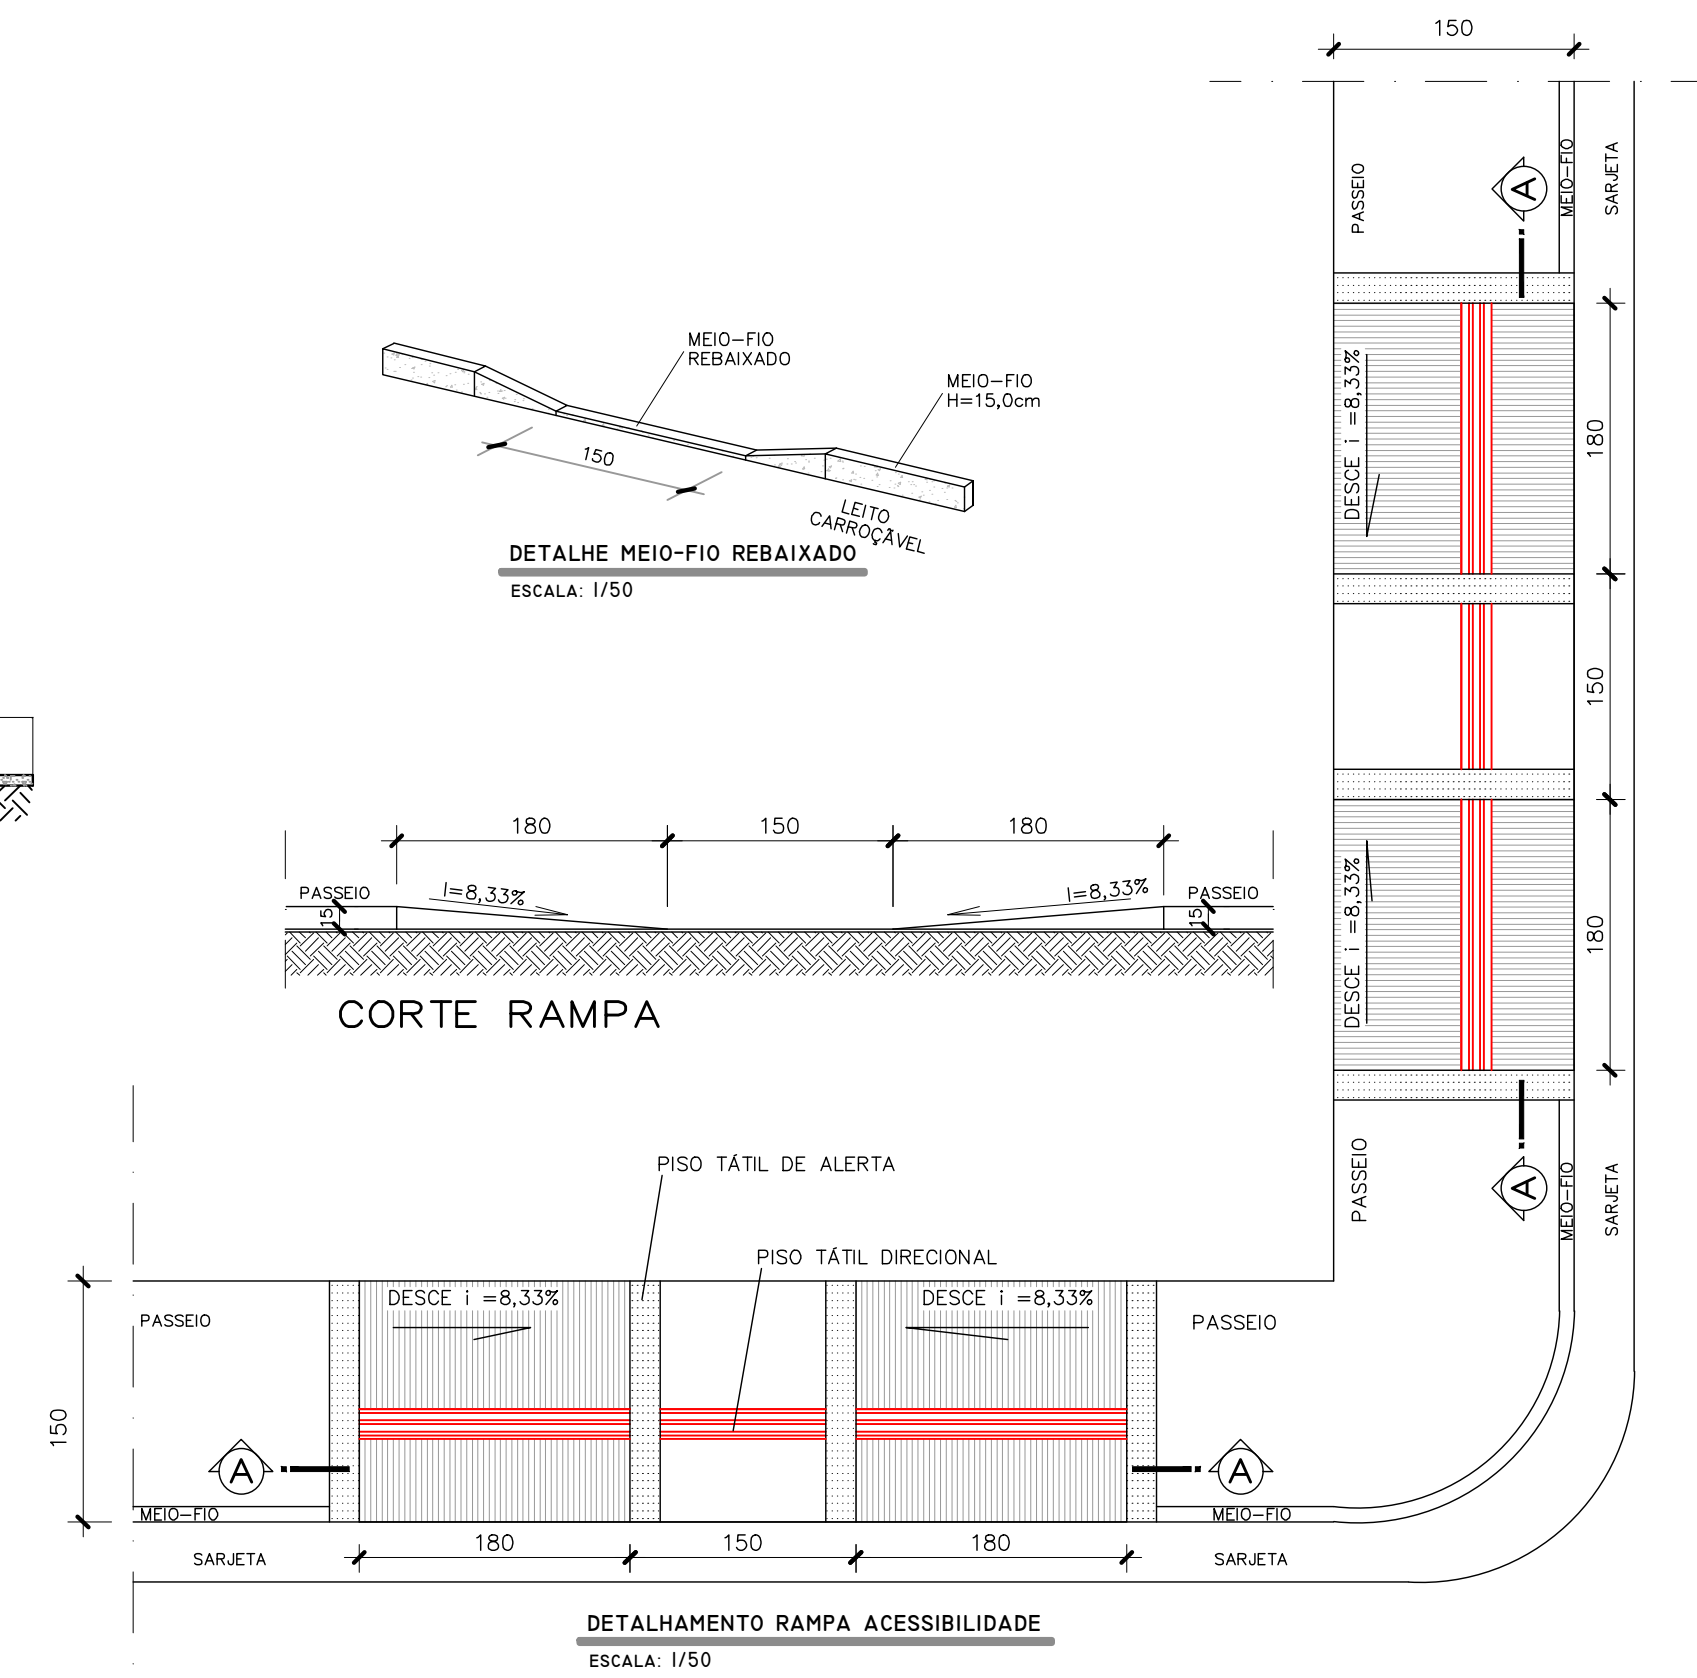 150
PASSEIO
MEIO-FIO
SARJETA
A
DESCE i =8,33%
180
150
DESCE i =8,33%
180
PASSEIO
MEIO-FIO
SARJETA
A
MEIO-FIO
REBAIXADO
MEIO-FIO
H=15,0cm
150
LEITO
CARROÇÃVEL
DETALHE MEIO-FIO REBAIXADO
ESCALA: 1/50
180
150
180
PASSEIO
I=8,33%
I=8,33%
PASSEIO
15
15
CORTE RAMPA
PISO TÁTIL DE ALERTA
PISO TÁTIL DIRECIONAL
DESCE i =8,33%
DESCE i =8,33%
PASSEIO
PASSEIO
150
A
A
MEIO-FIO
MEIO-FIO
180
150
180
SARJETA
SARJETA
DETALHAMENTO RAMPA ACESSIBILIDADE
ESCALA: 1/50